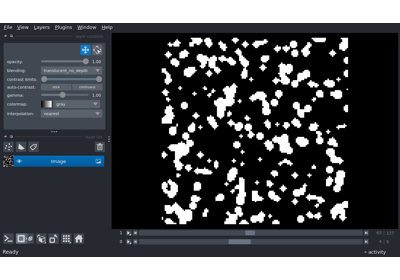 File View Layers Plugins Window Help
opacity: 1.00
blending: translucent_no_depth
contrast limits:
auto-contrast: once continuous
gamma: 1.00
colormap: gray
interpolation: nearest
Image
1
0
Ready
activity